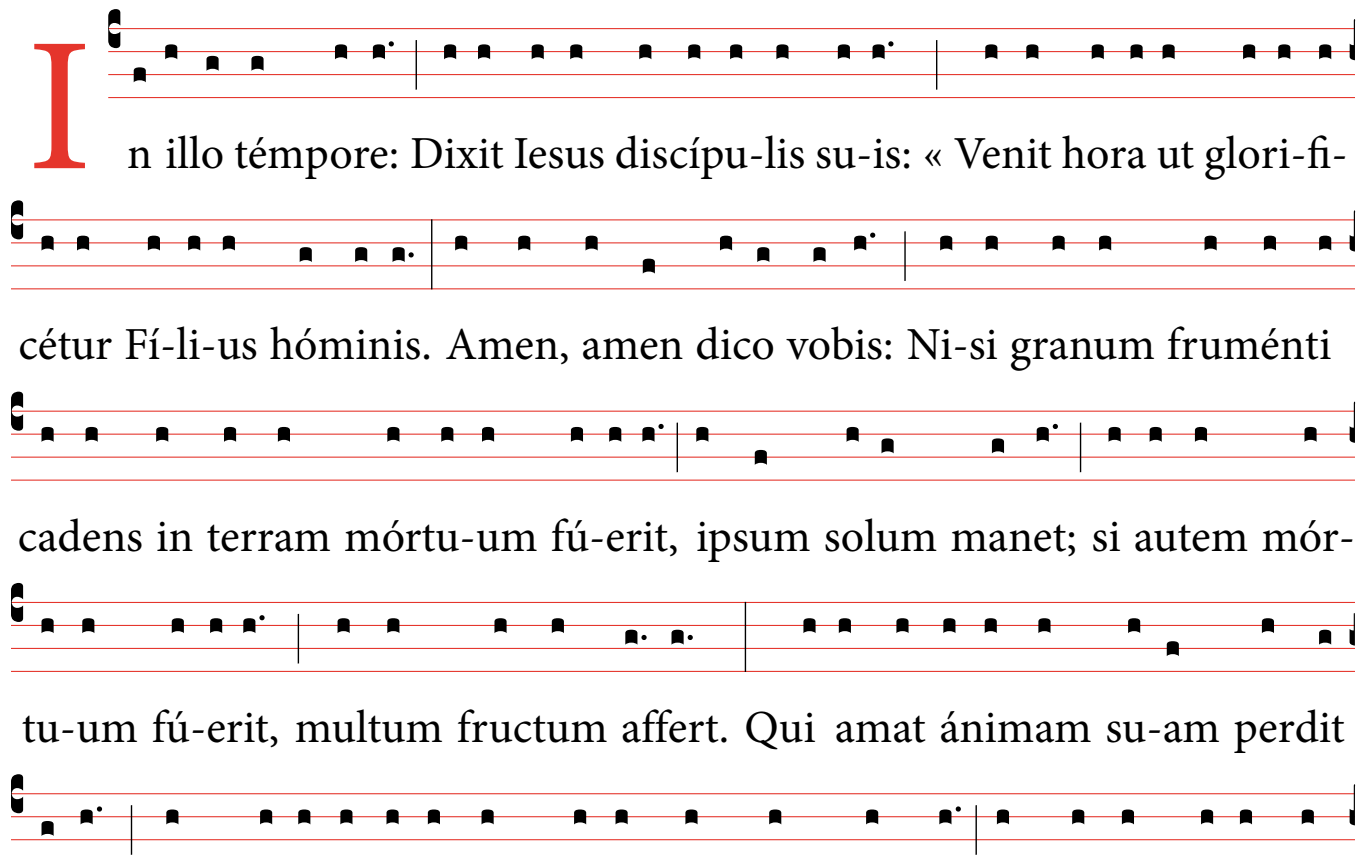 In illo témpore: Dixit Iesus discípu-lis su-is: « Venit hora ut glori-fi-
cétur Fí-li-us hóminis. Amen, amen dico vobis: Ni-si granum fruménti
cadens in terram mórtu-um fú-erit, ipsum solum manet; si autem mór-
tu-um fú-erit, multum fructum affert. Qui amat ánimam su-am perdit